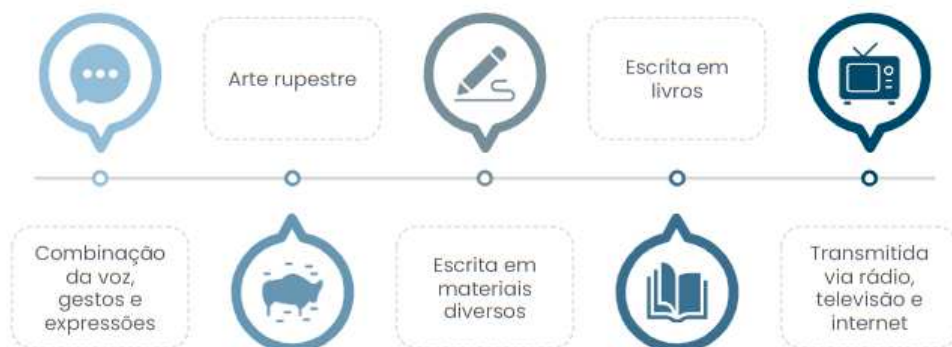 Combinação
da voz,
gestos e
expressões
Arte rupestre
Escrita em
materiais
diversos
Escrita em
livros
Transmitida
via rádio,
televisão e
internet